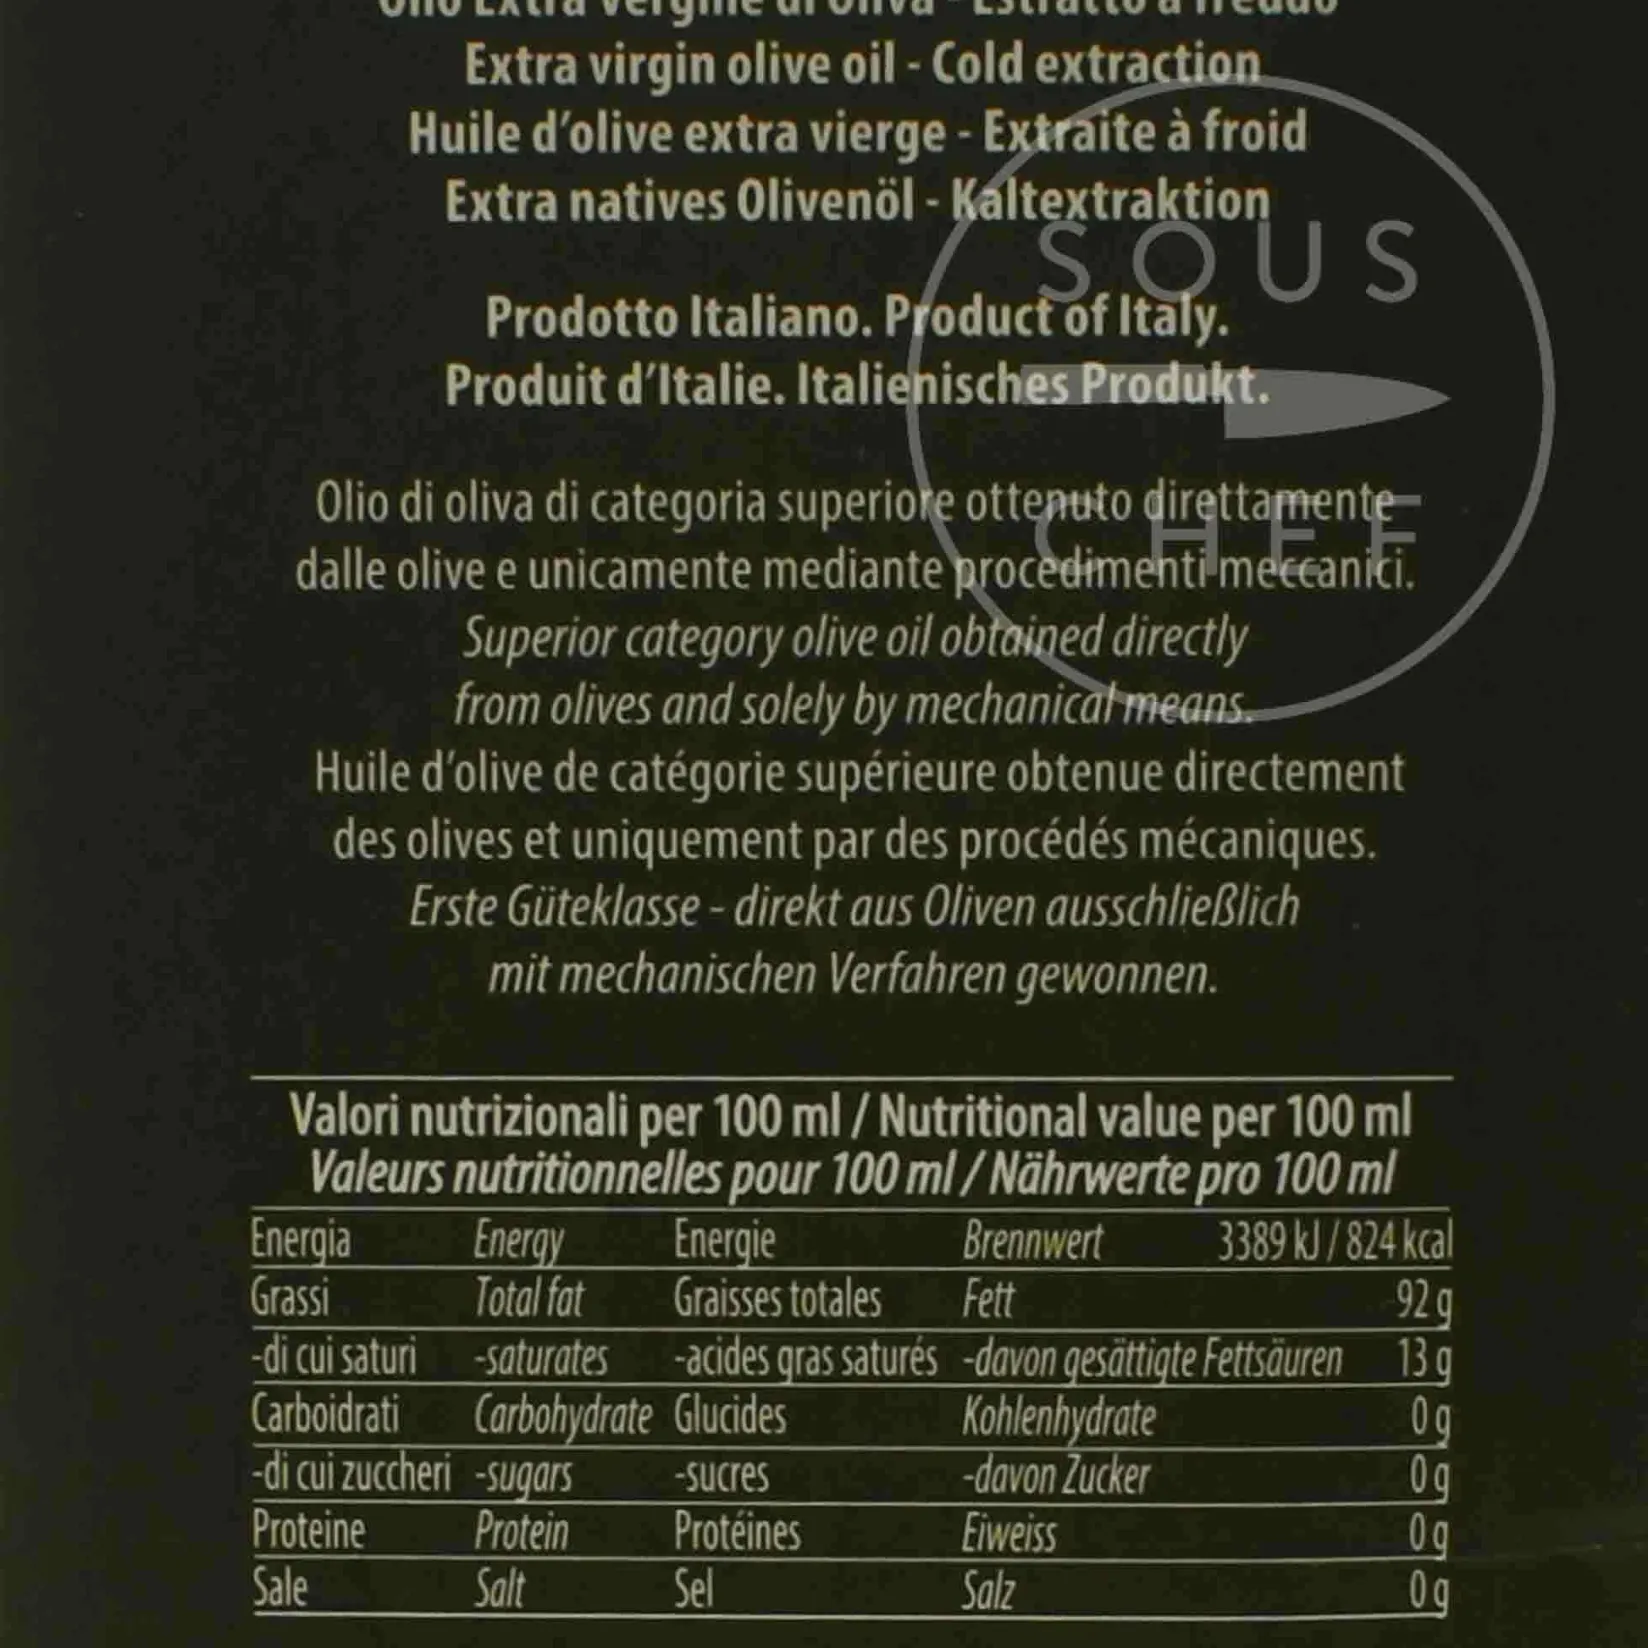 Olio Extra vergine di oliva - Estratto a freddo
Extra virgin olive oil - Cold extraction
Huile d'olive extra vierge - Extraite à froid
Extra natives Olivenöl - Kaltextraktion
Prodotto Italiano. Product of Italy.
Produit d'Italie. Italienisches Produkt.
Olio di oliva di categoria superiore ottenuto direttamente
dalle olive e unicamente mediante procedimenti meccanici.
Superior category olive oil obtained directly
from olives and solely by mechanical means.
Huile d'olive de catégorie supérieure obtenue directement
des olives et uniquement par des procédés mécaniques.
Erste Güteklasse - direkt aus Oliven ausschließlich
mit mechanischen Verfahren gewonnen.
Valori nutrizionali per 100 ml / Nutritional value per 100 ml
Valeurs nutritionnelles pour 100 ml / Nährwerte pro 100 ml
Energia Energy Energie Brennwert 3389 kJ / 824 kcal
Grassi Total fat Graisses totales Fett 92 g
-di cui saturi -saturates -acides gras saturés -davon gesättigte Fettsäuren 13 g
Carboidrati Carbohydrate Glucides Kohlenhydrate 0 g
-di cui zuccheri -sugars -sucres -davon Zucker 0 g
Proteine Protein Protéines Eiweiss 0 g
Sale Salt Sel Salz 0 g
SOUS
CHEF